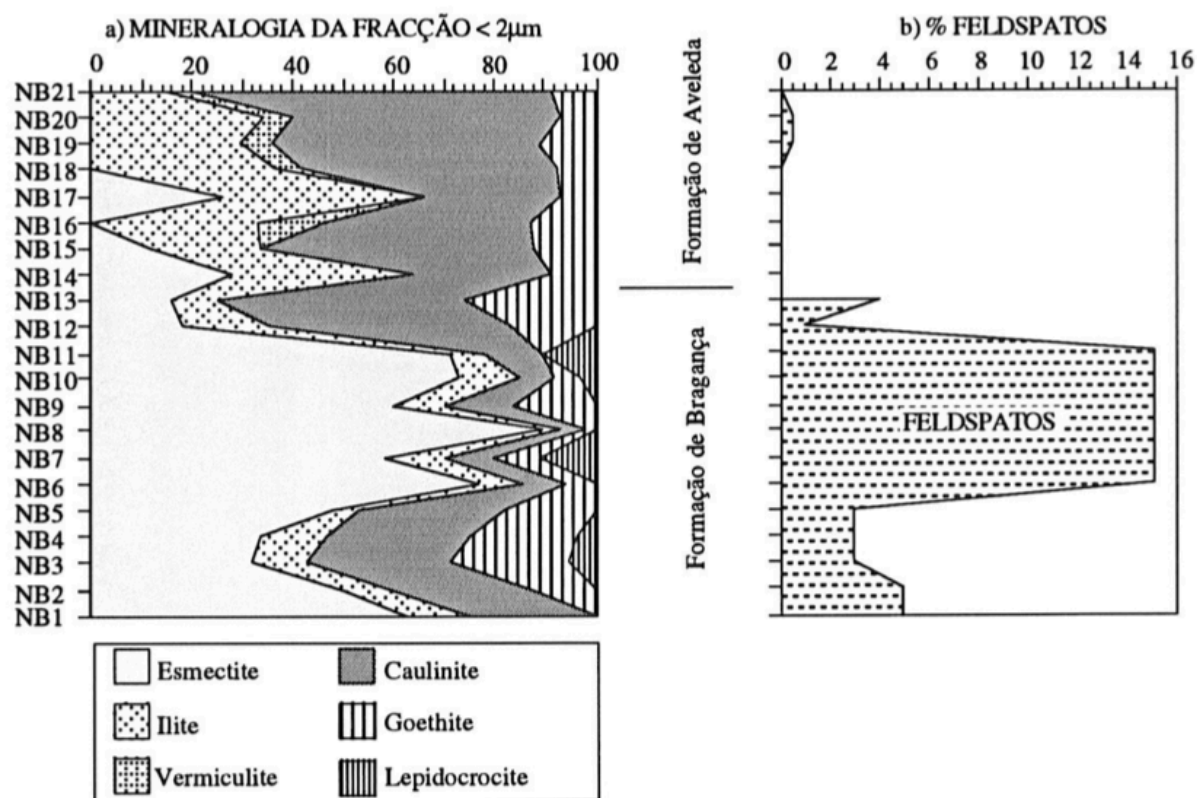 a) MINERALOGIA DA FRACÇÃO < 2μm
0 20 40 60 80 100
NB21
NB20
NB19
NB18
NB17
NB16
NB15
NB14
NB13
NB12
NB11
NB10
NB9
NB8
NB7
NB6
NB5
NB4
NB3
NB2
NB1
Esmectite
Caulinite
Ilite
Goethite
Vermiculite
Lepidocrocite
Formação de Aveleda
Formação de Bragança
b) % FELDSPATOS
0 2 4 6 8 10 12 14 16
FELDSPATOS